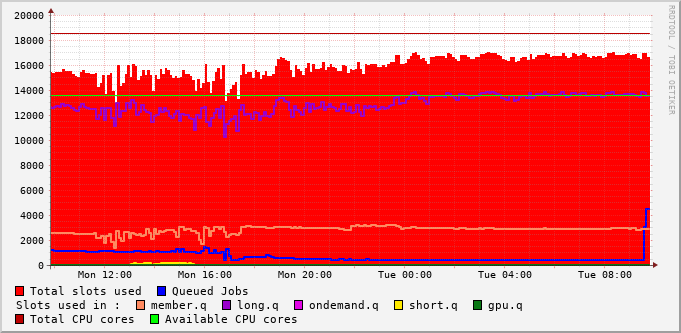 20000
18000
16000
14000
12000
10000
8000
6000
4000
2000
0
Mon 12:00 Mon 16:00 Mon 20:00 Tue 00:00 Tue 04:00 Tue 08:00
Total slots used Queued Jobs
Slots used in : member.q long.q ondemand.q short.q gpu.q
Total CPU cores Available CPU cores
RRDTOOL / TOBI OETIKER